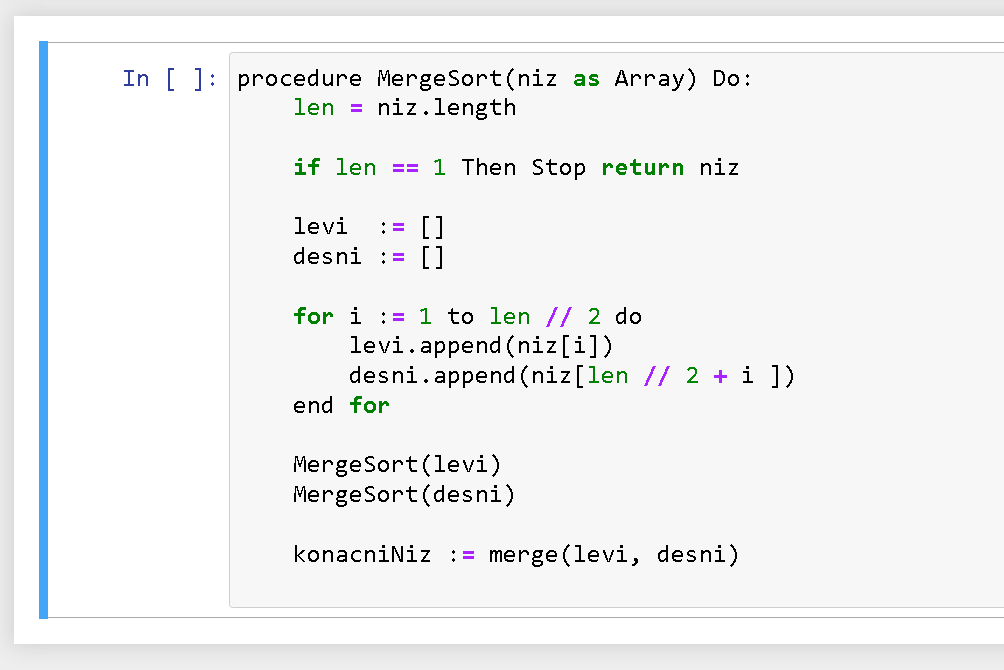 In [ ]: procedure MergeSort(niz as Array) Do:
    len = niz.length
    if len == 1 Then Stop return niz
    levi  := []
    desni := []
    for i := 1 to len // 2 do
        levi.append(niz[i])
        desni.append(niz[len // 2 + i ])
    end for
    MergeSort(levi)
    MergeSort(desni)
    konacniNiz := merge(levi, desni)